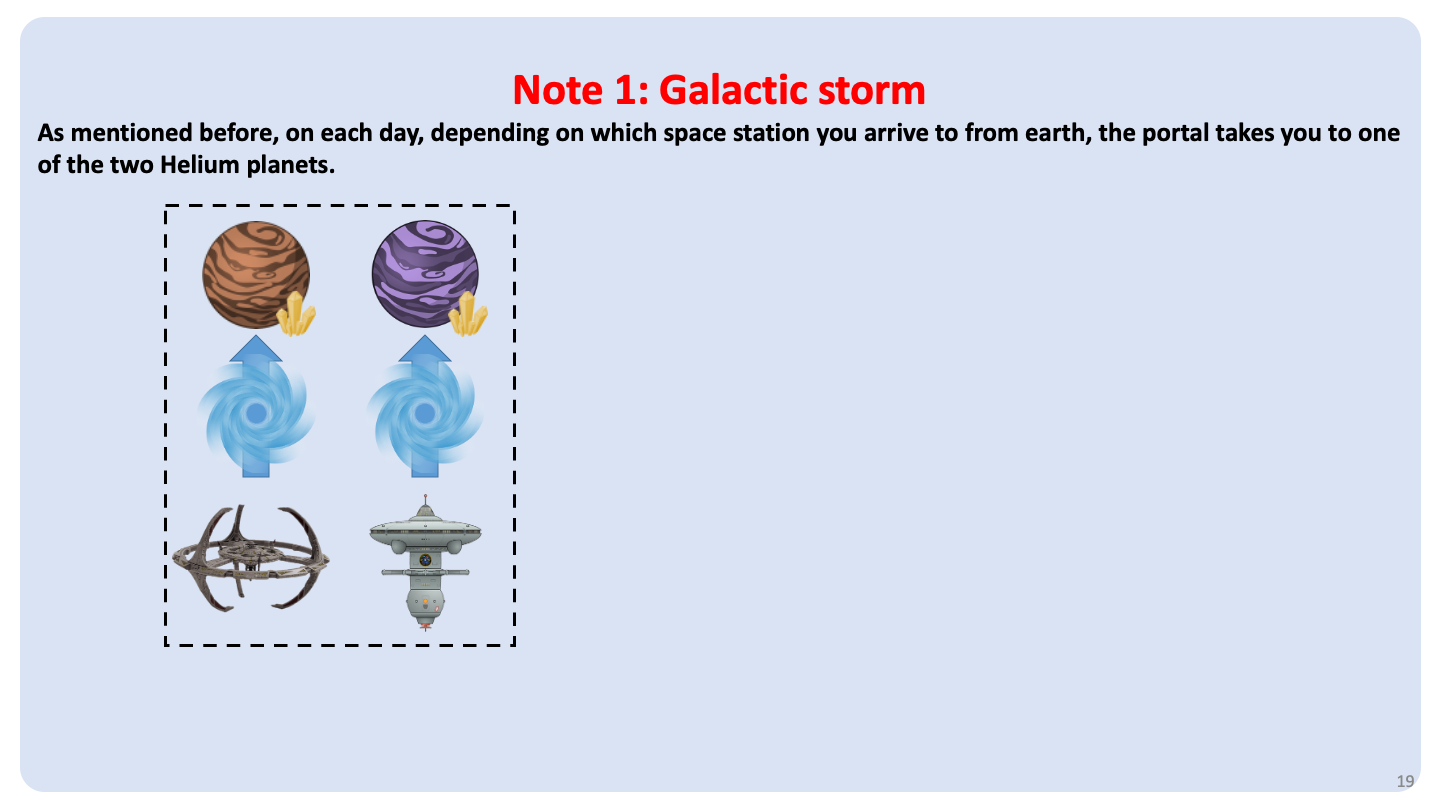 Note 1: Galactic storm
As mentioned before, on each day, depending on which space station you arrive to from earth, the portal takes you to one
of the two Helium planets.
19